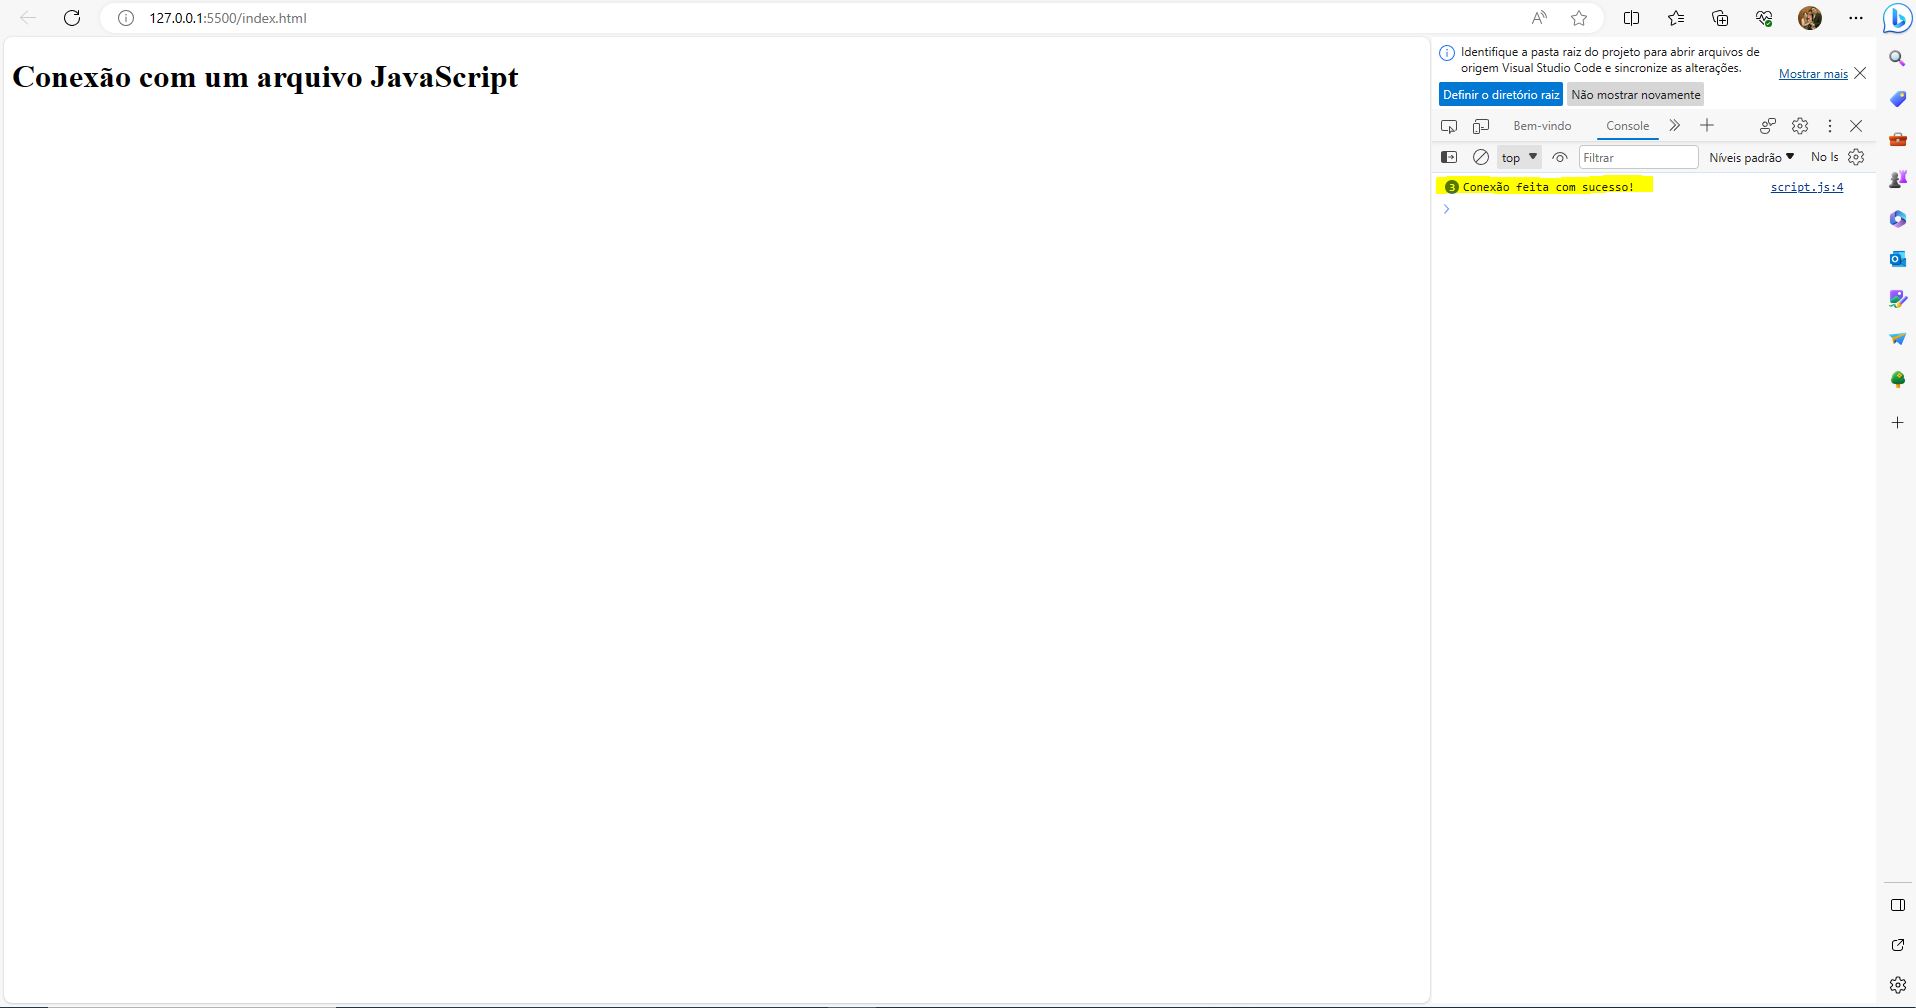 127.0.0.1:5500/index.html
Conexão com um arquivo JavaScript
Identifique a pasta raiz do projeto para abrir arquivos de
origem Visual Studio Code e sincronize as alterações.
Mostrar mais
Definir o diretório raiz Não mostrar novamente
Bem-vindo Console
top Filtrar Níveis padrão No Is
3 Conexão feita com sucesso! script.js:4